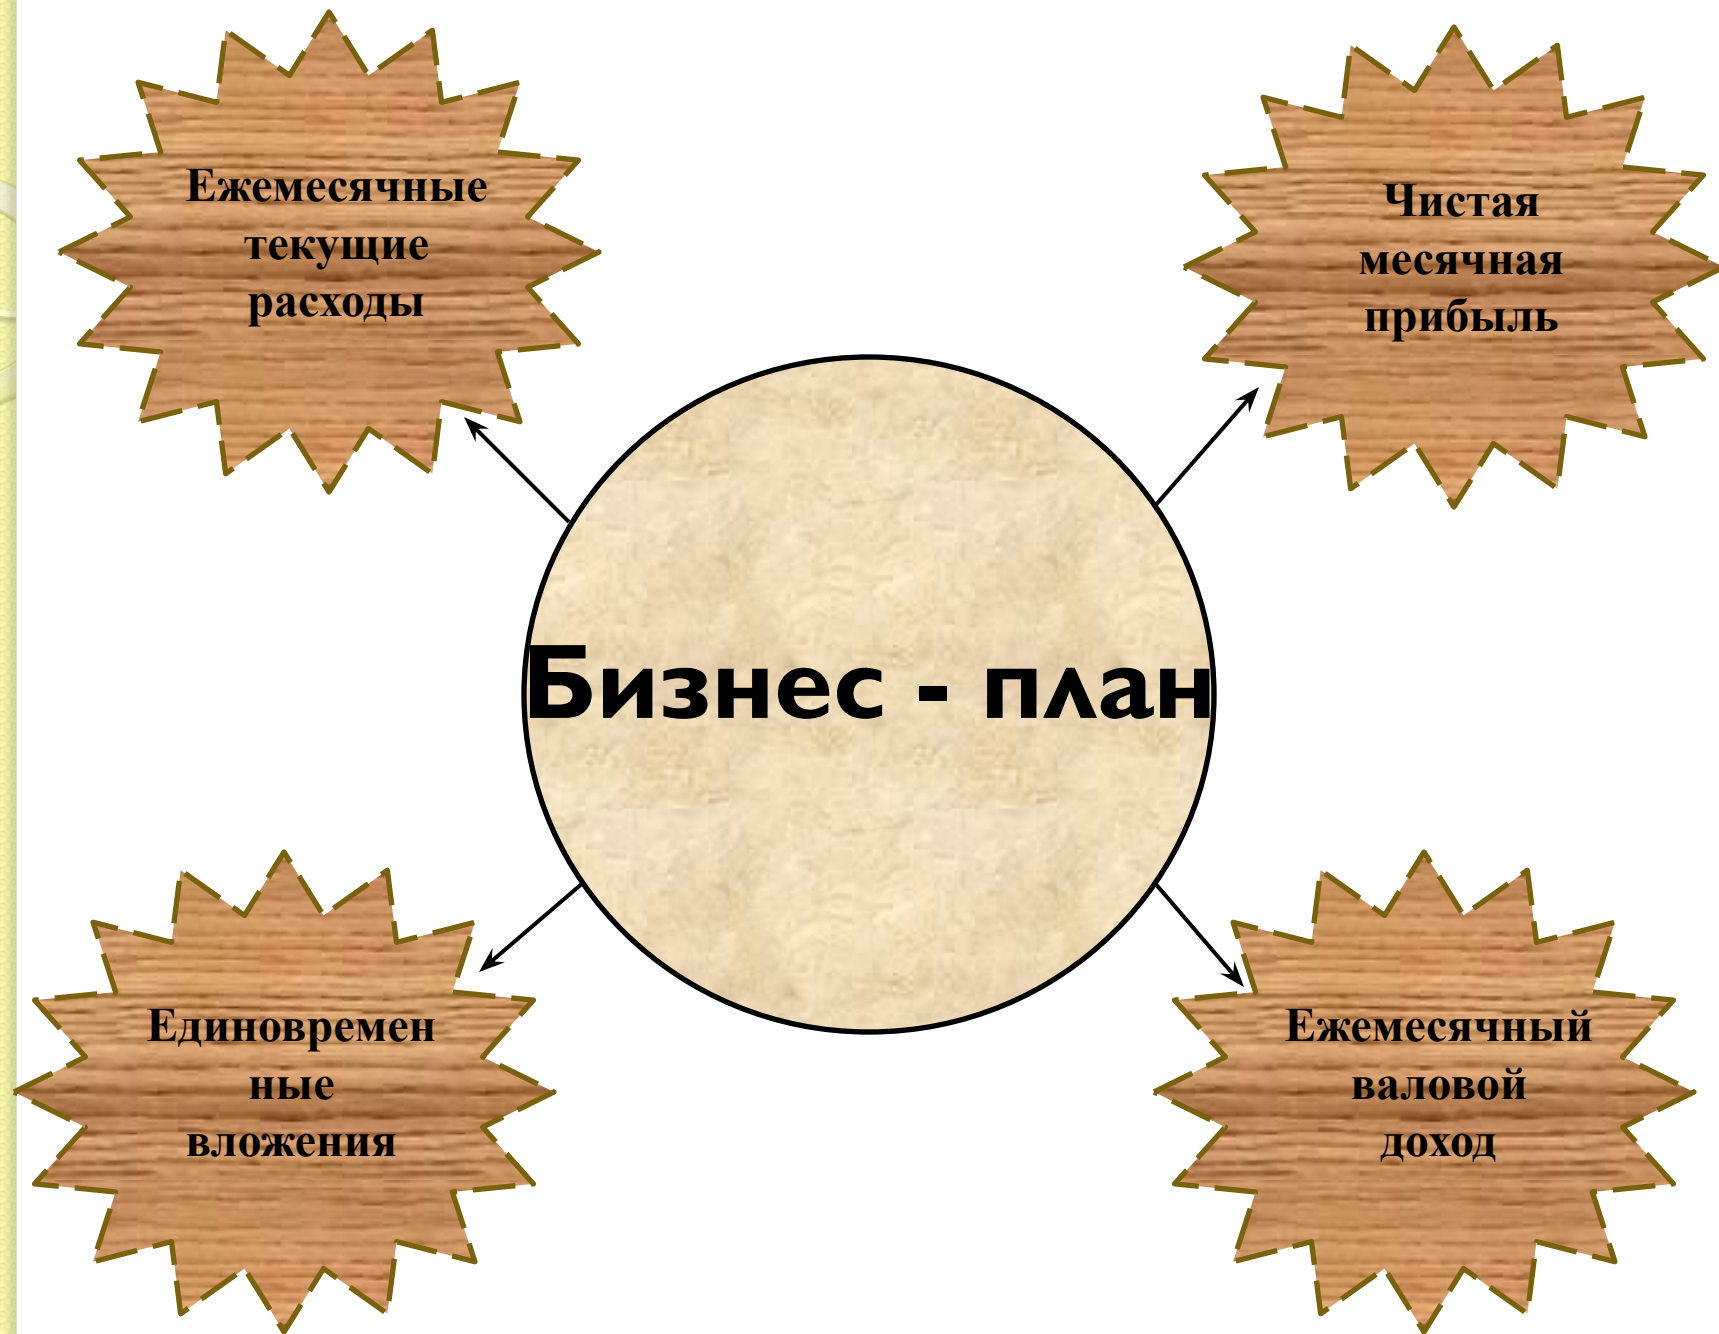 Ежемесячные
текущие
расходы
Чистая
месячная
прибыль
Бизнес - план
Единовремен
ные
вложения
Ежемесячный
валовой
доход